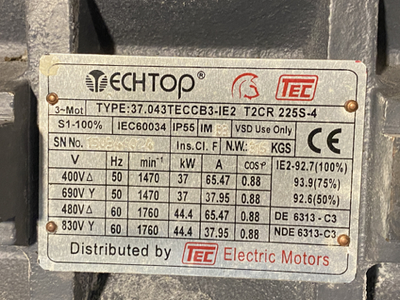 TECHTOP® TEC
3~Mot TYPE:37.043TECCB3-IE2 T2CR 225S-4
S1-100% IEC60034 IP55 IM VSD Use Only CE
SN No. Ins.Cl. F N.W. KGS
V Hz min⁻¹ kW A COSφ IE2-92.7(100%)
400V Δ 50 1470 37 65.47 0.88 93.9(75%)
690V Y 50 1470 37 37.95 0.88 92.6(50%)
480V Δ 60 1760 44.4 65.47 0.88 DE 6313-C3
830V Y 60 1760 44.4 37.95 0.88 NDE 6313-C3
Distributed by TEC Electric Motors